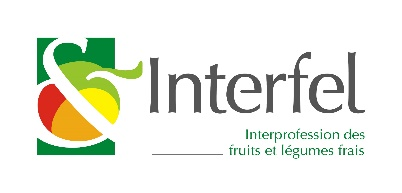 & Interfel
Interprofession des
fruits et légumes frais